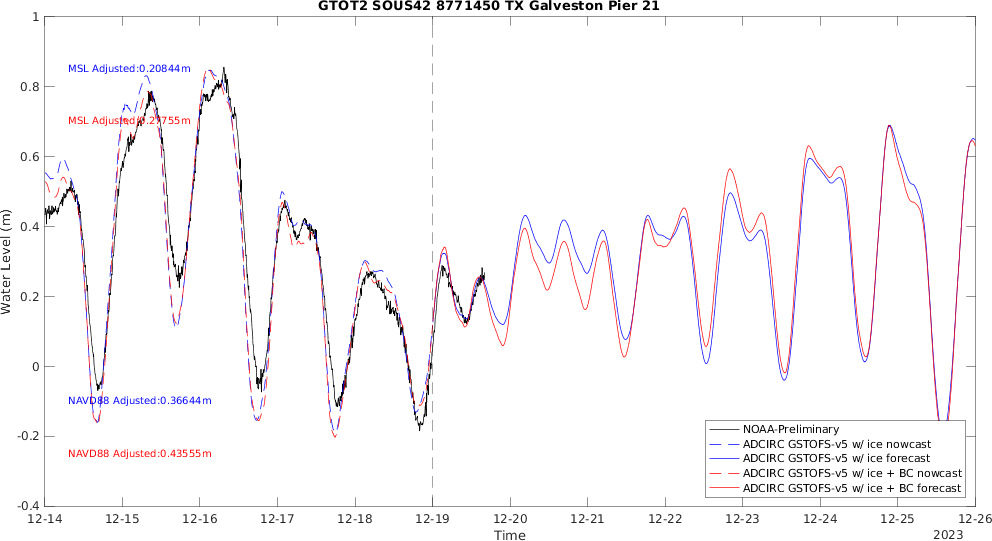 GTOT2 SOUS42 8771450 TX Galveston Pier 21
Water Level (m)
1
0.8
0.6
0.4
0.2
0
-0.2
-0.4
MSL Adjusted:0.20844m
MSL Adjusted:0.27755m
NAVD88 Adjusted:0.36644m
NAVD88 Adjusted:0.43555m
NOAA-Preliminary
ADCIRC GSTOFS-v5 w/ ice nowcast
ADCIRC GSTOFS-v5 w/ ice forecast
ADCIRC GSTOFS-v5 w/ ice + BC nowcast
ADCIRC GSTOFS-v5 w/ ice + BC forecast
12-14 12-15 12-16 12-17 12-18 12-19 12-20 12-21 12-22 12-23 12-24 12-25 12-26
Time
2023